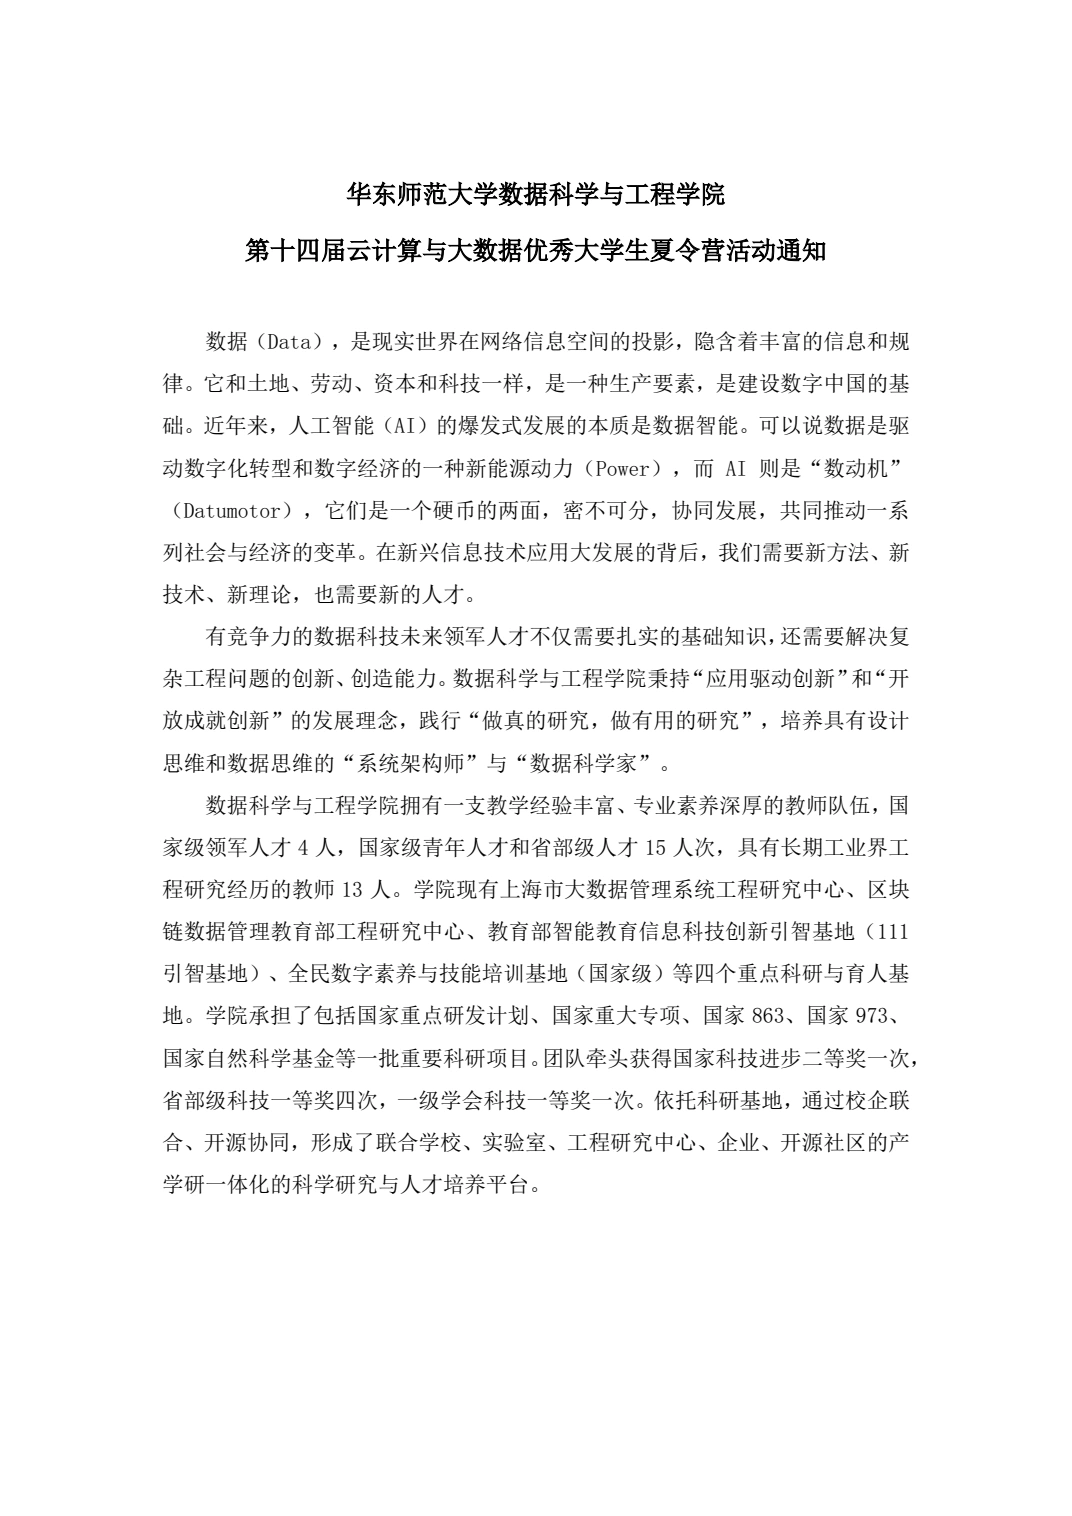 华东师范大学数据科学与工程学院
第十四届云计算与大数据优秀大学生夏令营活动通知
数据（Data），是现实世界在网络信息空间的投影，隐含着丰富的信息和规
律。它和土地、劳动、资本和科技一样，是一种生产要素，是建设数字中国的基
础。近年来，人工智能（AI）的爆发式发展的本质是数据智能。可以说数据是驱
动数字化转型和数字经济的一种新能源动力（Power），而 AI 则是“数动机”
（Datumotor），它们是一个硬币的两面，密不可分，协同发展，共同推动一系
列社会与经济的变革。在新兴信息技术应用大发展的背后，我们需要新方法、新
技术、新理论，也需要新的人才。
有竞争力的数据科技未来领军人才不仅需要扎实的基础知识，还需要解决复
杂工程问题的创新、创造能力。数据科学与工程学院秉持“应用驱动创新”和“开
放成就创新”的发展理念，践行“做真的研究，做有用的研究”，培养具有设计
思维和数据思维的“系统架构师”与“数据科学家”。
数据科学与工程学院拥有一支教学经验丰富、专业素养深厚的教师队伍，国
家级领军人才 4 人，国家级青年人才和省部级人才 15 人次，具有长期工业界工
程研究经历的教师 13 人。学院现有上海市大数据管理系统工程研究中心、区块
链数据管理教育部工程研究中心、教育部智能教育信息科技创新引智基地（111
引智基地）、全民数字素养与技能培训基地（国家级）等四个重点科研与育人基
地。学院承担了包括国家重点研发计划、国家重大专项、国家 863、国家 973、
国家自然科学基金等一批重要科研项目。团队牵头获得国家科技进步二等奖一次，
省部级科技一等奖四次，一级学会科技一等奖一次。依托科研基地，通过校企联
合、开源协同，形成了联合学校、实验室、工程研究中心、企业、开源社区的产
学研一体化的科学研究与人才培养平台。